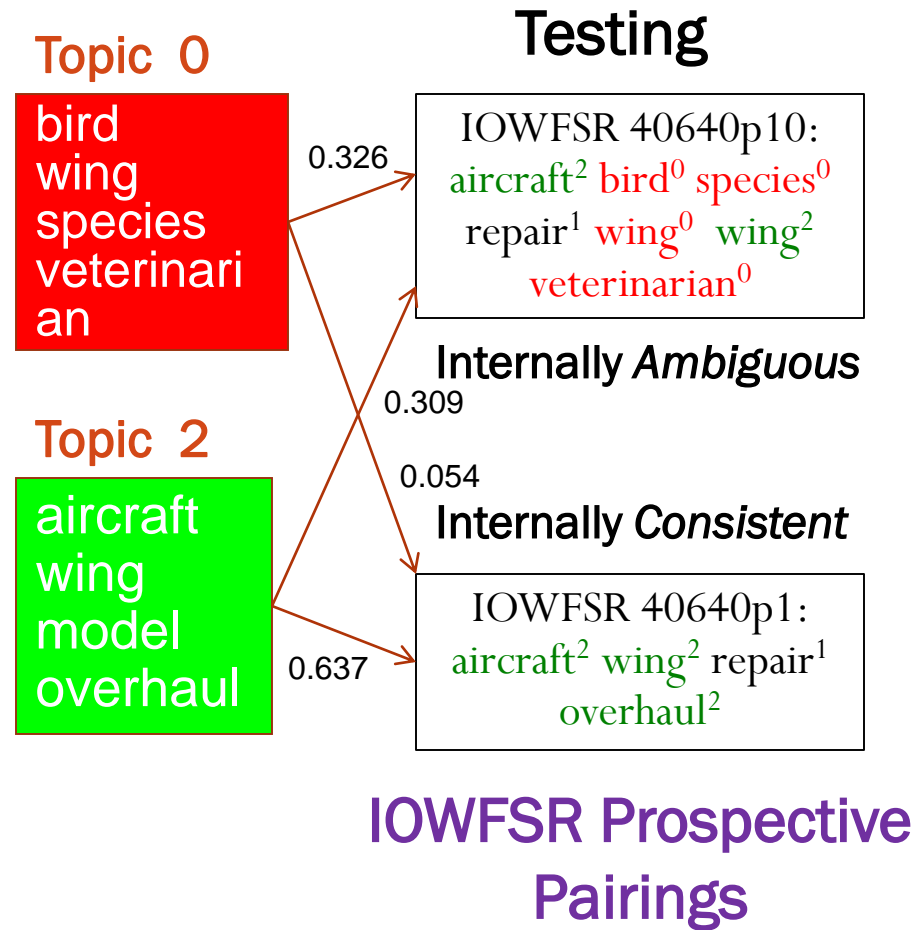 Testing
Topic 0
bird
wing
species
veterinari
an
0.326
IOWFSR 40640p10:
aircraft² bird⁰ species⁰
repair¹ wing⁰ wing²
veterinarian⁰
Internally Ambiguous
0.309
Topic 2
aircraft
wing
model
overhaul
0.054
Internally Consistent
0.637
IOWFSR 40640p1:
aircraft² wing² repair¹
overhaul²
IOWFSR Prospective
Pairings